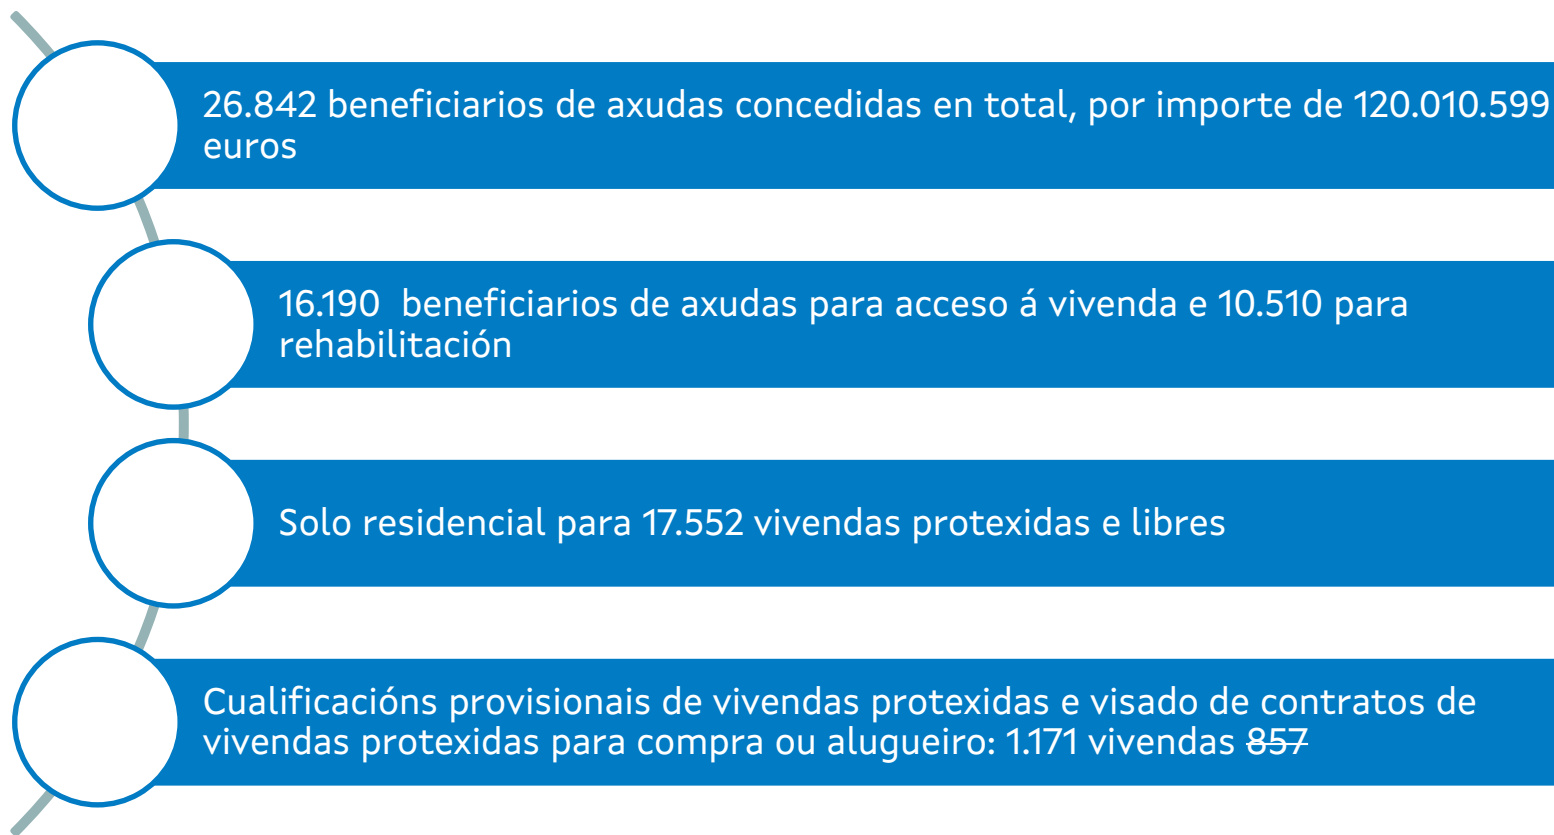 26.842 beneficiarios de axudas concedidas en total, por importe de 120.010.599
euros
16.190  beneficiarios de axudas para acceso á vivenda e 10.510 para
rehabilitación
Solo residencial para 17.552 vivendas protexidas e libres
Cualificacións provisionais de vivendas protexidas e visado de contratos de
vivendas protexidas para compra ou alugueiro: 1.171 vivendas 857